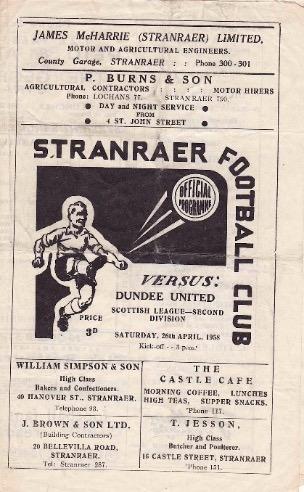 JAMES McHARRIE (STRANRAER) LIMITED,
MOTOR AND AGRICULTURAL ENGINEERS.
County Garage, STRANRAER : : Phone 300-301
P. BURNS & SON
AGRICULTURAL CONTRACTORS : : : : MOTOR HIRERS
Phone: LOCHANS 77. STRANRAER
● DAY and NIGHT SERVICE ●
FROM
● 4 ST. JOHN STREET ●
STRANRAER FOOTBALL CLUB
OFFICIAL
PROGRAMME
VERSUS:
DUNDEE UNITED
SCOTTISH LEAGUE—SECOND
DIVISION
PRICE
3D
SATURDAY, 26th APRIL, 1958
Kick-off - - 3 p.m.
WILLIAM SIMPSON & SON
High Class
Bakers and Confectioners.
40 HANOVER ST., STRANRAER.
Telephone 93.
THE
CASTLE CAFE
MORNING COFFEE, LUNCHES
HIGH TEAS, SUPPER SNACKS.
'Phone 117.
J. BROWN & SON LTD.
(Building Contractors)
20 BELLEVILLA ROAD,
STRANRAER.
Tel: Stranraer 287.
T. JESSON,
High Class
Butcher and Poulterer.
16 CASTLE STREET, STRANRAER
'Phone 151.